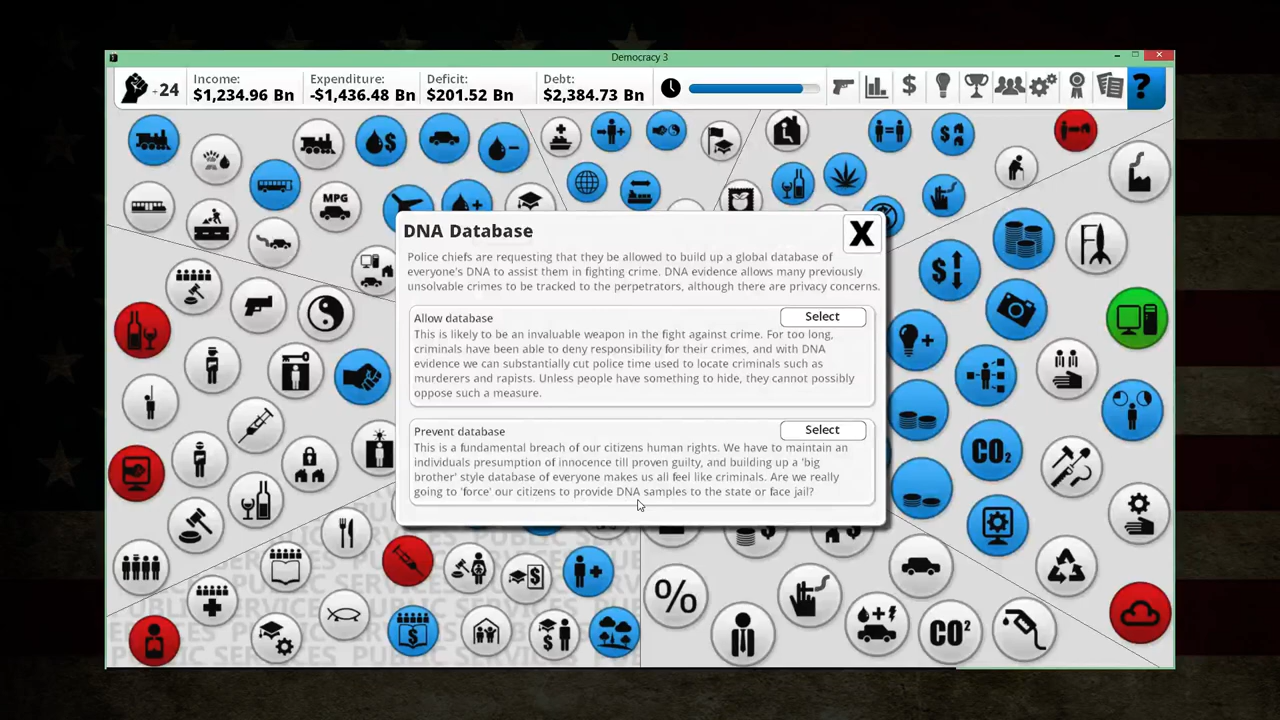 Democracy 3
+24
Income:
$1,234.96 Bn
Expenditure:
-$1,436.48 Bn
Deficit:
$201.52 Bn
Debt:
$2,384.73 Bn
?
MPG
DNA Database
X
Police chiefs are requesting that they be allowed to build up a global database of
everyone's DNA to assist them in fighting crime. DNA evidence allows many previously
unsolvable crimes to be tracked to the perpetrators, although there are privacy concerns.
Allow database
Select
This is likely to be an invaluable weapon in the fight against crime. For too long,
criminals have been able to deny responsibility for their crimes, and with DNA
evidence we can substantially cut police time used to locate criminals such as
murderers and rapists. Unless people have something to hide, they cannot possibly
oppose such a measure.
Prevent database
Select
This is a fundamental breach of our citizens human rights. We have to maintain an
individuals presumption of innocence till proven guilty, and building up a 'big
brother' style database of everyone makes us all feel like criminals. Are we really
going to 'force' our citizens to provide DNA samples to the state or face jail?
CO2
%
CO²
PUBLIC SERVICES